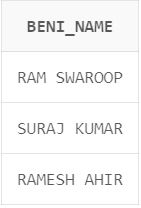 BENI_NAME
RAM SWAROOP
SURAJ KUMAR
RAMESH AHIR